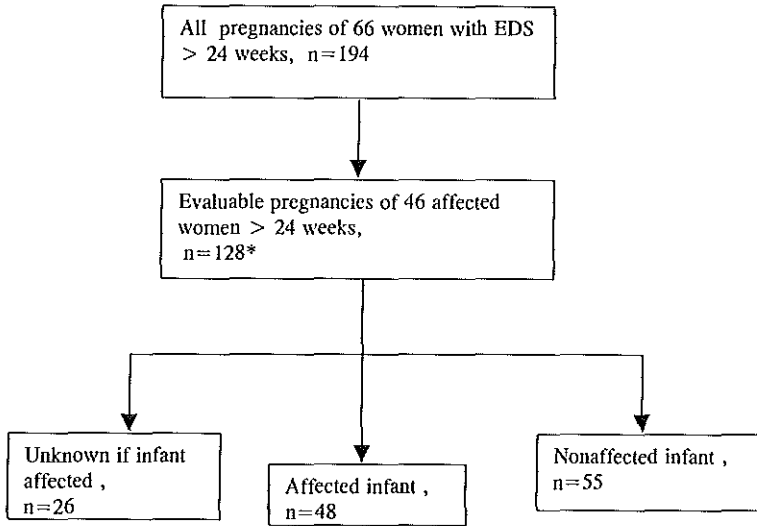 All pregnancies of 66 women with EDS
> 24 weeks, n=194
Evaluable pregnancies of 46 affected
women > 24 weeks,
n=128*
Unknown if infant
affected ,
n=26
Affected infant ,
n=48
Nonaffected infant ,
n=55